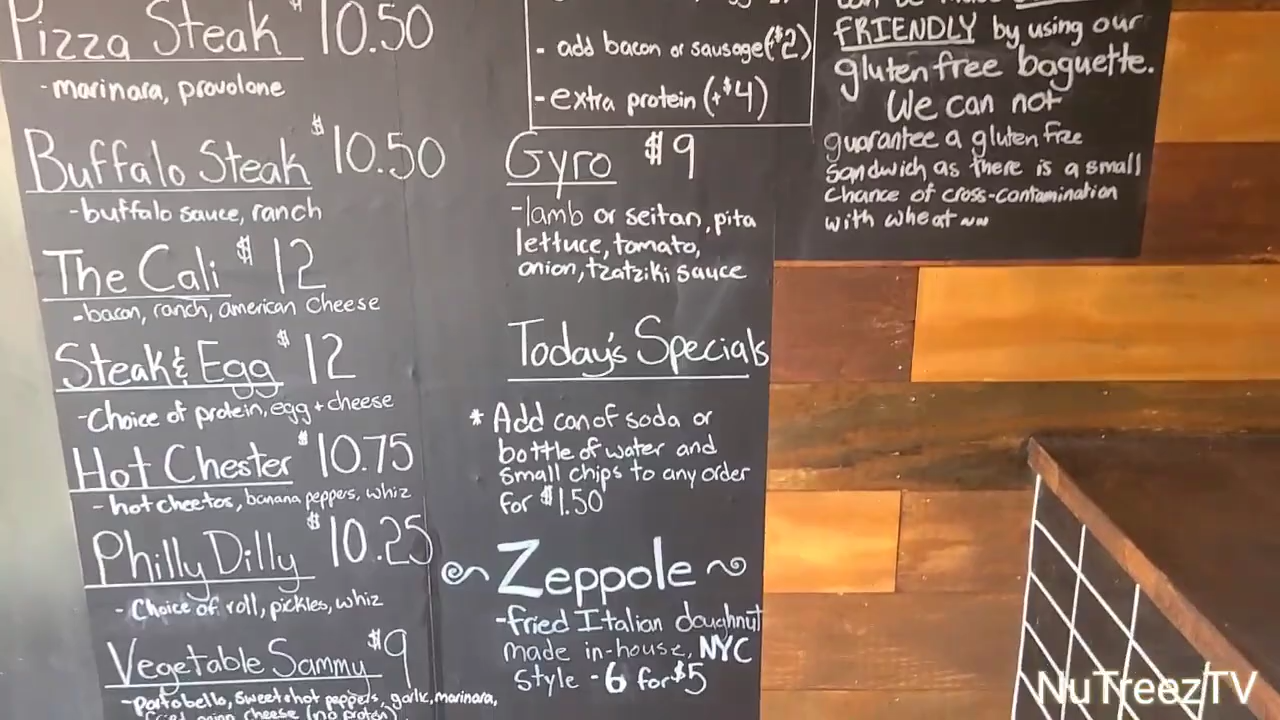 Pizza Steak $10.50
-marinara, provolone
Buffalo Steak $10.50
-buffalo sauce, ranch
The Cali $12
-bacon, ranch, american cheese
Steak & Egg $12
-Choice of protein, egg + cheese
Hot Chester $10.75
-hot cheetos, banana peppers, whiz
Philly Dilly $10.25
-Choice of roll, pickles, whiz
Vegetable Sammy $9
-portobello, sweet & hot peppers, garlic, marinara,
fried onion, cheese (no protein)
- add bacon or sausage (+$2)
-extra protein (+$4)
Gyro $9
-lamb or seitan, pita
lettuce, tomato,
onion, tzatziki sauce
Today's Specials
* Add can of soda or
bottle of water and
small chips to any order
for $1.50
Zeppole
-fried Italian doughnut
made in-house, NYC
style - 6 for $5
FRIENDLY by using our
gluten free baguette.
We can not
guarantee a gluten free
sandwich as there is a small
chance of cross-contamination
with wheat ~~
NuTreezTV